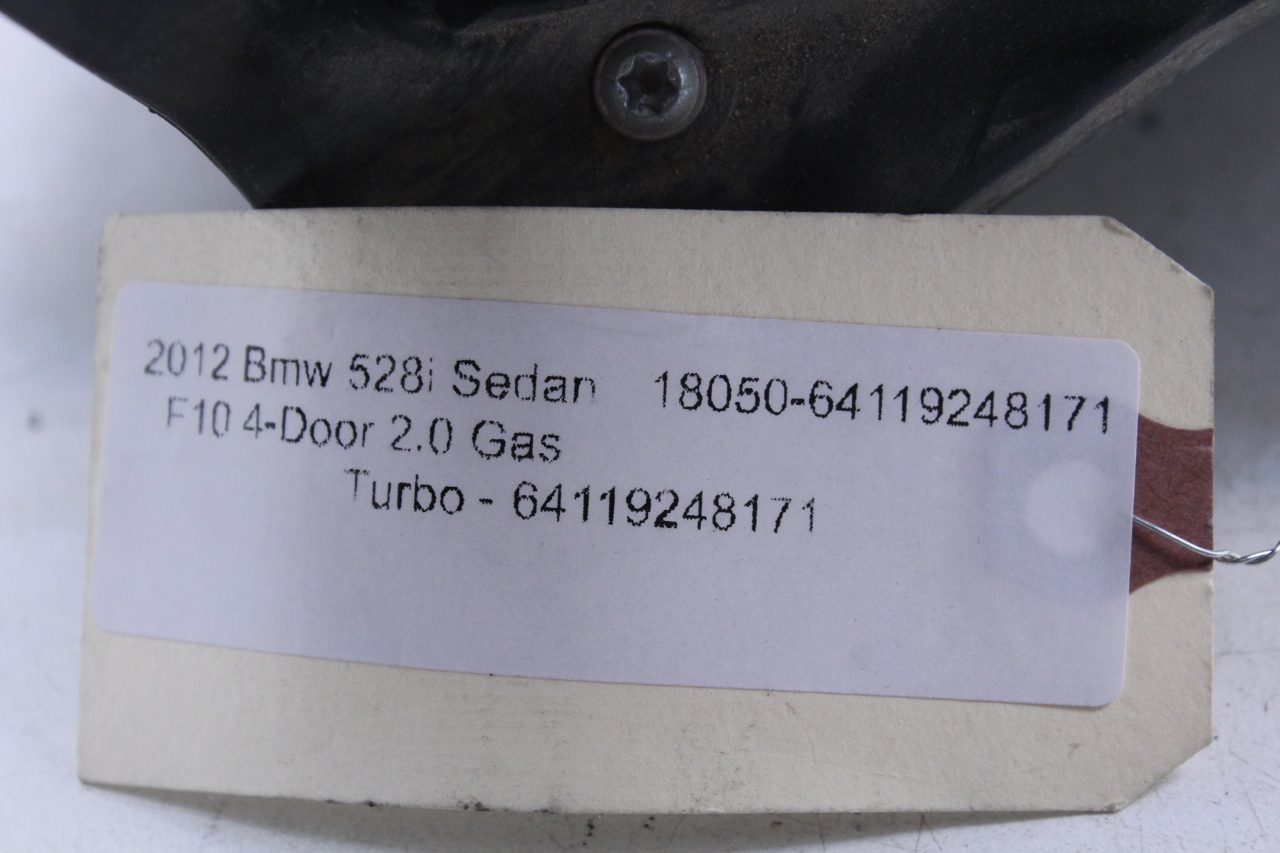 2012 Bmw 528i Sedan 18050-64119248171
F10 4-Door 2.0 Gas
Turbo - 64119248171